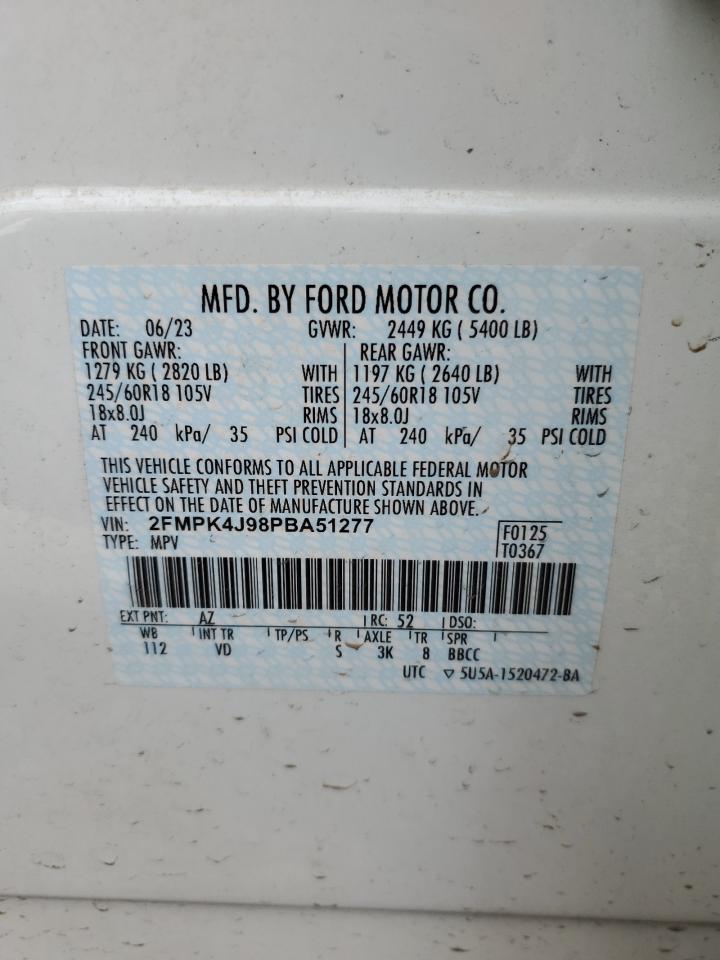 MFD. BY FORD MOTOR CO.
DATE: 06/23 GVWR: 2449 KG ( 5400 LB)
FRONT GAWR: REAR GAWR:
1279 KG ( 2820 LB) WITH 1197 KG ( 2640 LB) WITH
245/60R18 105V TIRES 245/60R18 105V TIRES
18x8.0J RIMS 18x8.0J RIMS
AT 240 kPa/ 35 PSI COLD AT 240 kPa/ 35 PSI COLD
THIS VEHICLE CONFORMS TO ALL APPLICABLE FEDERAL MOTOR
VEHICLE SAFETY AND THEFT PREVENTION STANDARDS IN
EFFECT ON THE DATE OF MANUFACTURE SHOWN ABOVE.
VIN: 2FMPK4J98PBA51277 F0125
TYPE: MPV T0367
EXT PNT: AZ RC: 52 DSO:
WB INT TR TP/PS R AXLE TR SPR
112 VD S 3K 8 BBCC
UTC ▽ 5U5A-1520472-BA